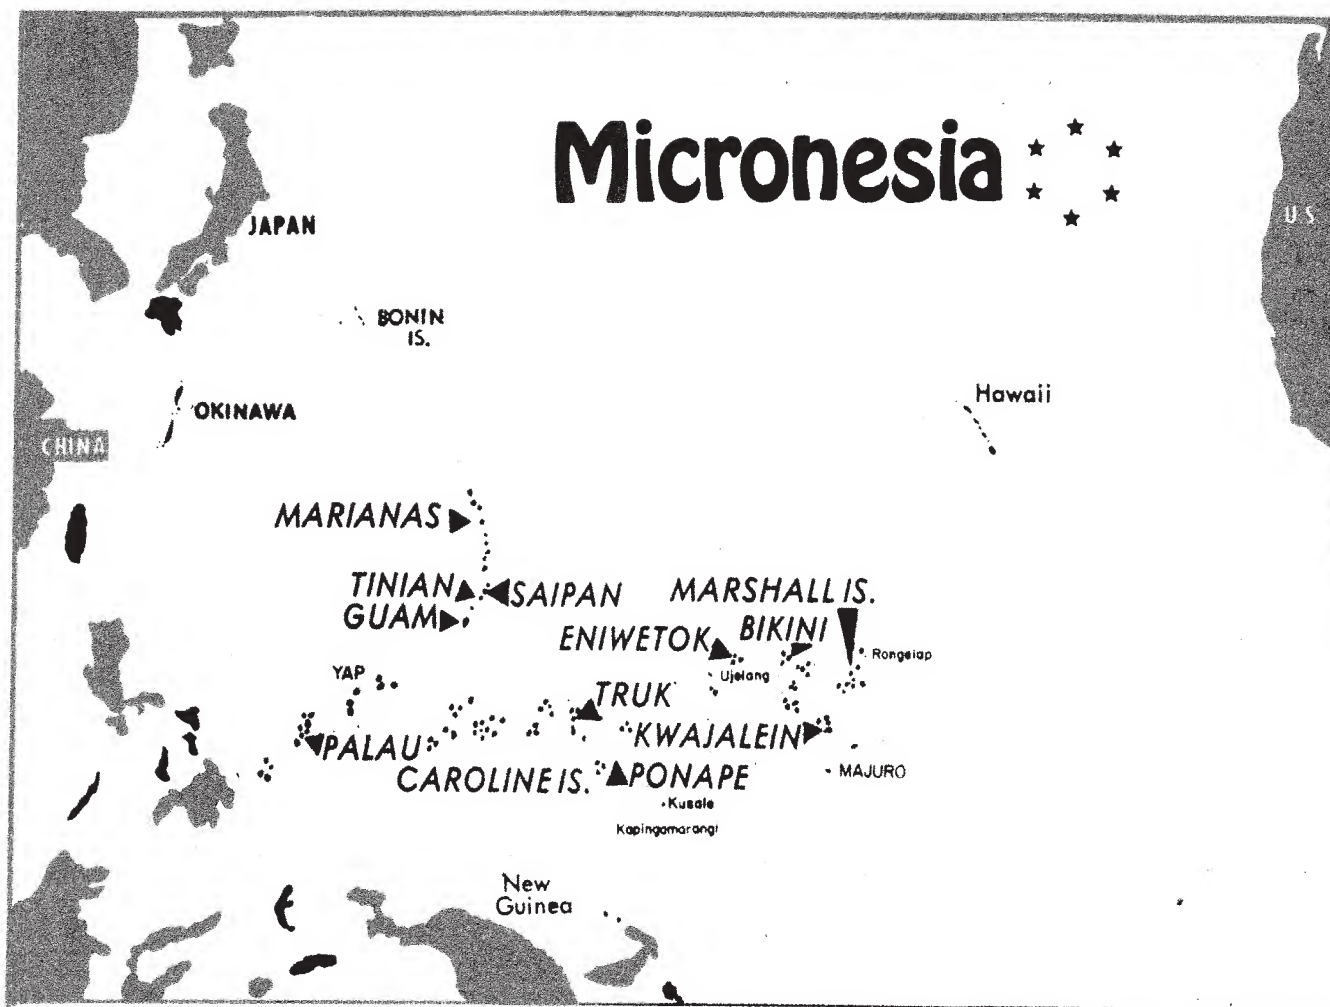 Micronesia
JAPAN
U S
BONIN
IS.
Hawaii
OKINAWA
CHINA
MARIANAS
TINIAN
SAIPAN
MARSHALL IS.
GUAM
ENIWETOK
BIKINI
Rongelap
YAP
Ujelang
TRUK
PALAU
KWAJALEIN
CAROLINE IS.
PONAPE
MAJURO
Kusaie
Kapingamarangi
New
Guinea